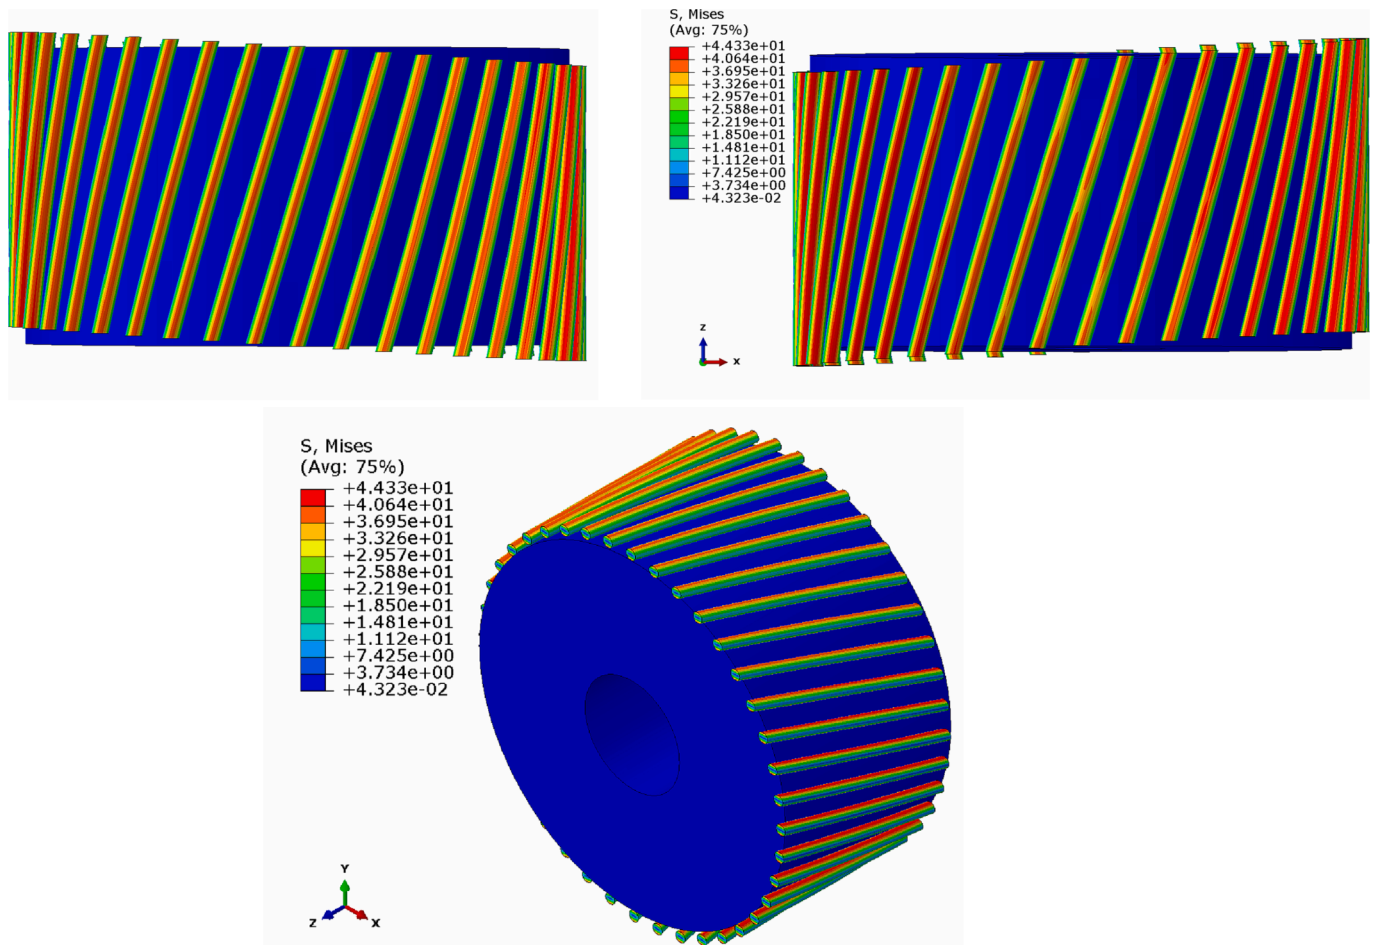 S, Mises
(Avg: 75%)
+4.433e+01
+4.064e+01
+3.695e+01
+3.326e+01
+2.957e+01
+2.588e+01
+2.219e+01
+1.850e+01
+1.481e+01
+1.112e+01
+7.425e+00
+3.734e+00
+4.323e-02
z
x
S, Mises
(Avg: 75%)
+4.433e+01
+4.064e+01
+3.695e+01
+3.326e+01
+2.957e+01
+2.588e+01
+2.219e+01
+1.850e+01
+1.481e+01
+1.112e+01
+7.425e+00
+3.734e+00
+4.323e-02
Y
Z
X